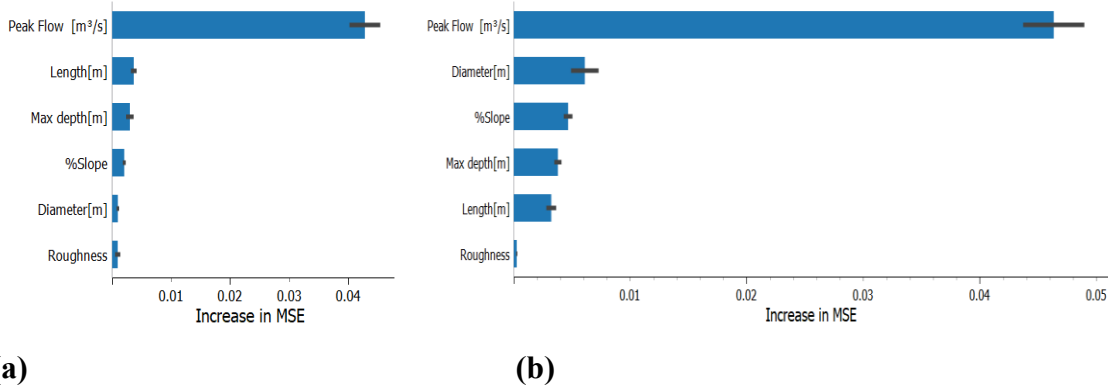 Peak Flow [m³/s]
Length[m]
Max depth[m]
%Slope
Diameter[m]
Roughness
0.01 0.02 0.03 0.04
Increase in MSE
Peak Flow [m³/s]
Diameter[m]
%Slope
Max depth[m]
Length[m]
Roughness
0.01 0.02 0.03 0.04 0.05
Increase in MSE
(a) (b)